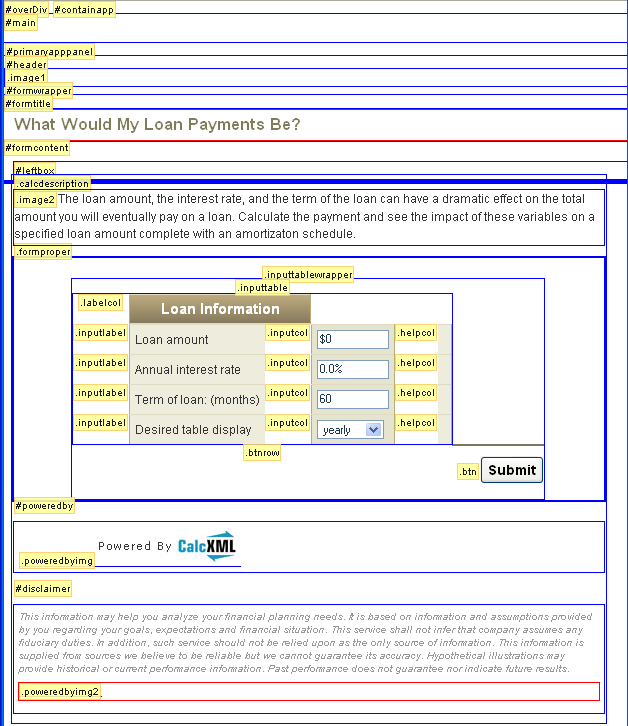 #overDiv #containapp
#main
#primaryapppanel
#header
.image1
#formwrapper
#formtitle
What Would My Loan Payments Be?
#formcontent
#leftbox
.calcdescription
.image2 The loan amount, the interest rate, and the term of the loan can have a dramatic effect on the total
amount you will eventually pay on a loan. Calculate the payment and see the impact of these variables on a
specified loan amount complete with an amortizaton schedule.
.formproper
.inputtablewrapper
.inputtable
.labelcol Loan Information
.inputlabel Loan amount .inputcol $0 .helpcol
.inputlabel Annual interest rate .inputcol 0.0% .helpcol
.inputlabel Term of loan: (months) .inputcol 60 .helpcol
.inputlabel Desired table display .inputcol yearly .helpcol
.btnrow
.btn Submit
#poweredby
Powered By CalcXML
.poweredbyimg
#disclaimer
This information may help you analyze your financial planning needs. It is based on information and assumptions provided
by you regarding your goals, expectations and financial situation. This service shall not infer that company assumes any
fiduciary duties. In addition, such service should not be relied upon as the only source of information. This information is
supplied from sources we believe to be reliable but we cannot guarantee its accuracy. Hypothetical illustrations may
provide historical or current performance information. Past performance does not guarantee nor indicate future results.
.poweredbyimg2